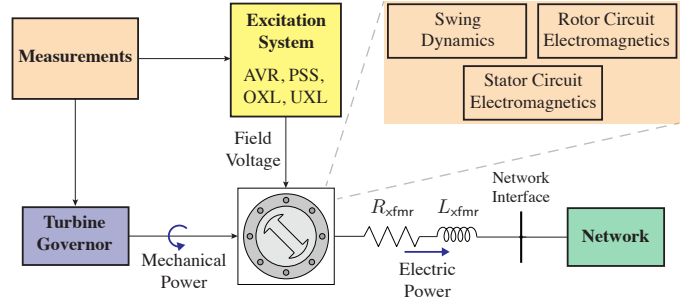 Measurements
Excitation
System
AVR, PSS,
OXL, UXL
Swing
Dynamics
Rotor Circuit
Electromagnetics
Stator Circuit
Electromagnetics
Field
Voltage
Turbine
Governor
Mechanical
Power
R_xfmr
L_xfmr
Electric
Power
Network
Interface
Network